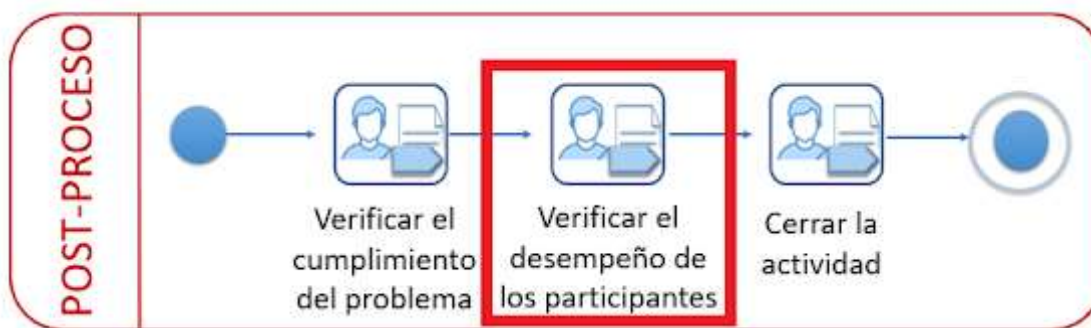 POST-PROCESO
Verificar el
cumplimiento
del problema
Verificar el
desempeño de
los participantes
Cerrar la
actividad